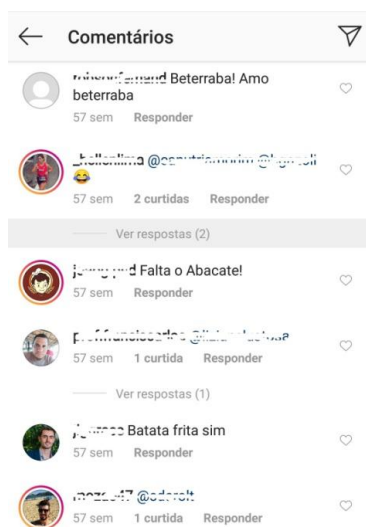 Comentários
Beterraba! Amo
beterraba
57 sem Responder
57 sem 2 curtidas Responder
Ver respostas (2)
Falta o Abacate!
57 sem Responder
57 sem 1 curtida Responder
Ver respostas (1)
Batata frita sim
57 sem Responder
57 sem 1 curtida Responder